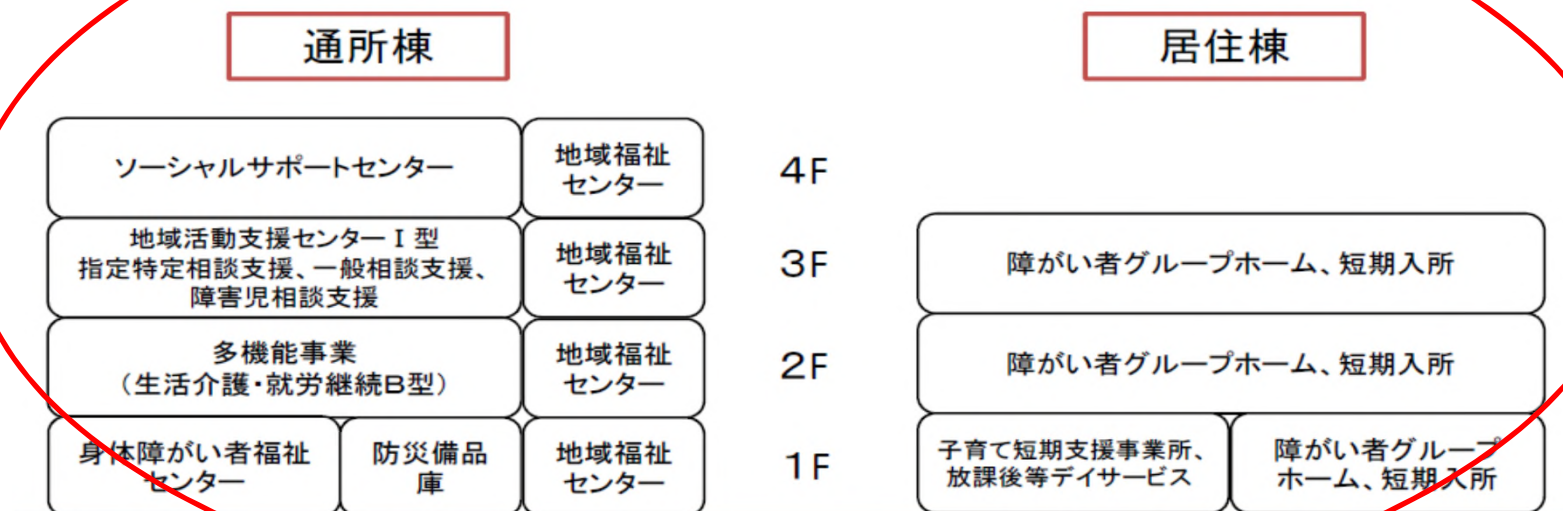 通所棟
居住棟
ソーシャルサポートセンター
地域福祉
センター
4F
地域活動支援センターⅠ型
指定特定相談支援、一般相談支援、
障害児相談支援
地域福祉
センター
3F
障がい者グループホーム、短期入所
多機能事業
（生活介護・就労継続B型）
地域福祉
センター
2F
障がい者グループホーム、短期入所
身体障がい者福祉
センター
防災備品
庫
地域福祉
センター
1F
子育て短期支援事業所、
放課後等デイサービス
障がい者グループ
ホーム、短期入所